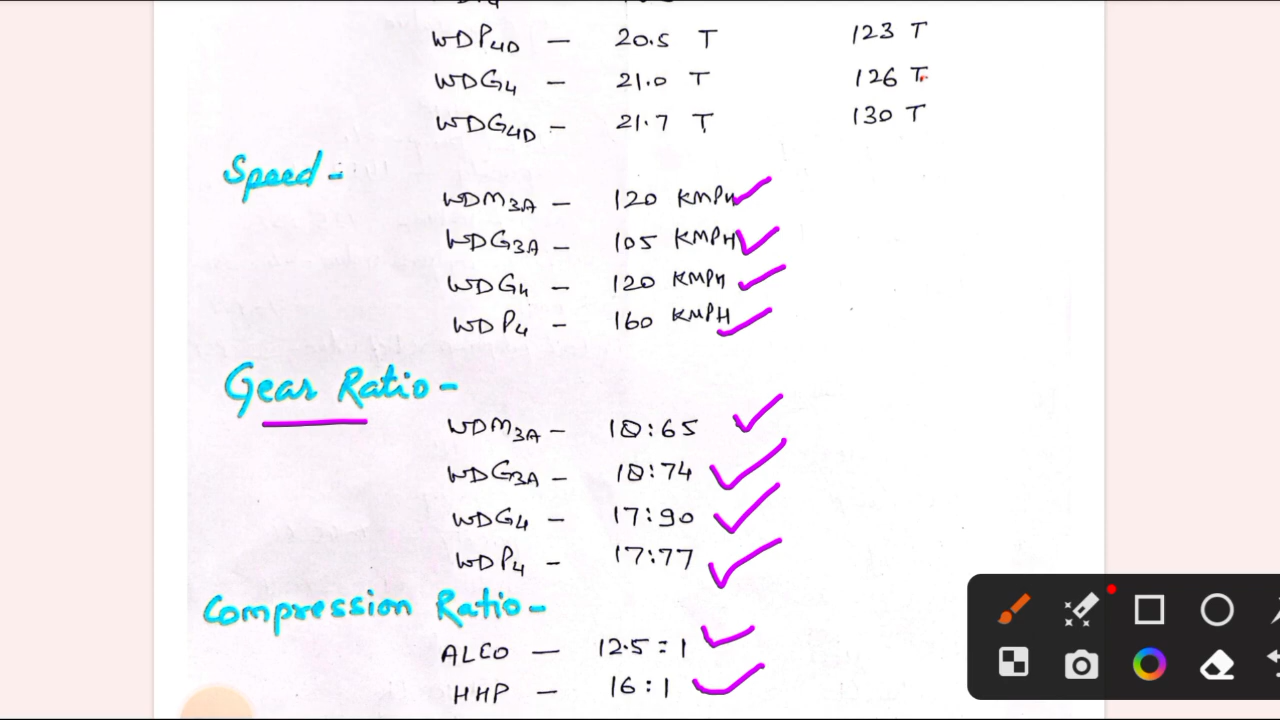 WDP4D — 20.5 T 123 T
WDG4 — 21.0 T 126 T
WDG4D — 21.7 T 130 T
Speed -
WDM3A — 120 KMPH
WDG3A — 105 KMPH
WDG4 — 120 KMPH
WDP4 — 160 KMPH
Gear Ratio -
WDM3A — 18:65
WDG3A — 18:74
WDG4 — 17:90
WDP4 — 17:77
Compression Ratio -
ALCO — 12.5 : 1
HHP — 16 : 1